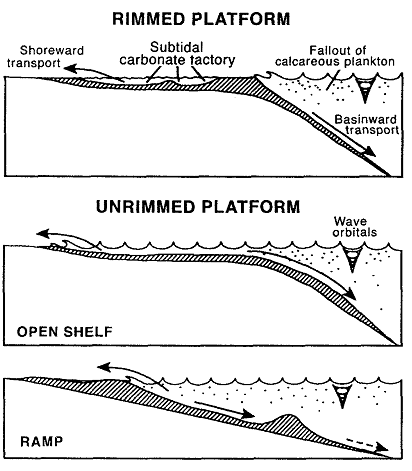 RIMMED PLATFORM
Shoreward
transport
Subtidal
carbonate factory
Fallout of
calcareous plankton
Basinward
transport
UNRIMMED PLATFORM
Wave
orbitals
OPEN SHELF
RAMP